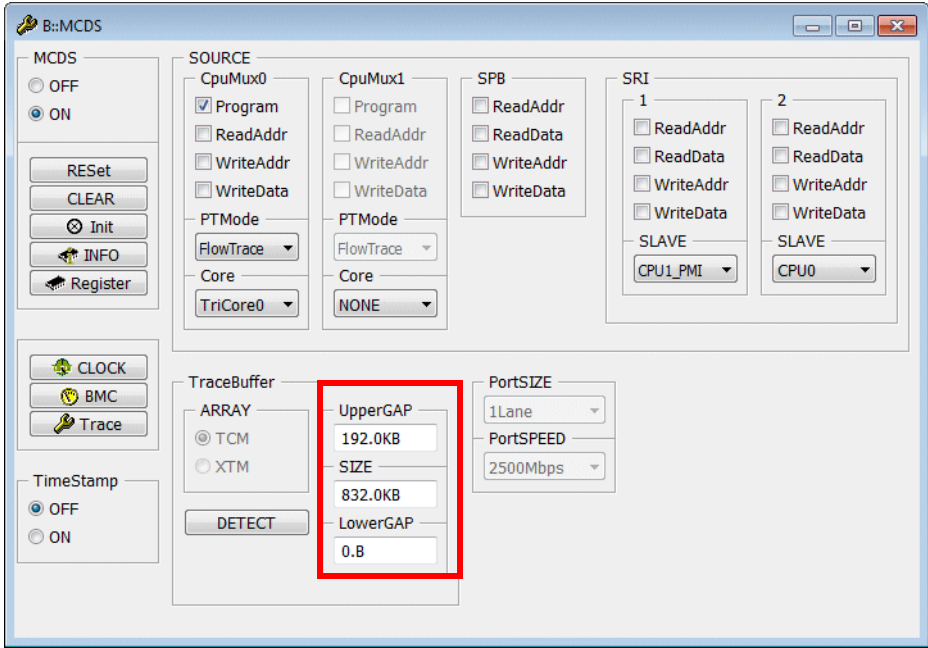 B::MCDS
MCDS
OFF
ON
RESet
CLEAR
Init
INFO
Register
CLOCK
BMC
Trace
TimeStamp
OFF
ON
SOURCE
CpuMux0
Program
ReadAddr
WriteAddr
WriteData
PTMode
FlowTrace
Core
TriCore0
CpuMux1
Program
ReadAddr
WriteAddr
WriteData
PTMode
FlowTrace
Core
NONE
SPB
ReadAddr
ReadData
WriteAddr
WriteData
SRI
1
ReadAddr
ReadData
WriteAddr
WriteData
SLAVE
CPU1_PMI
2
ReadAddr
ReadData
WriteAddr
WriteData
SLAVE
CPU0
TraceBuffer
ARRAY
TCM
XTM
DETECT
UpperGAP
192.0KB
SIZE
832.0KB
LowerGAP
0.B
PortSIZE
1Lane
PortSPEED
2500Mbps